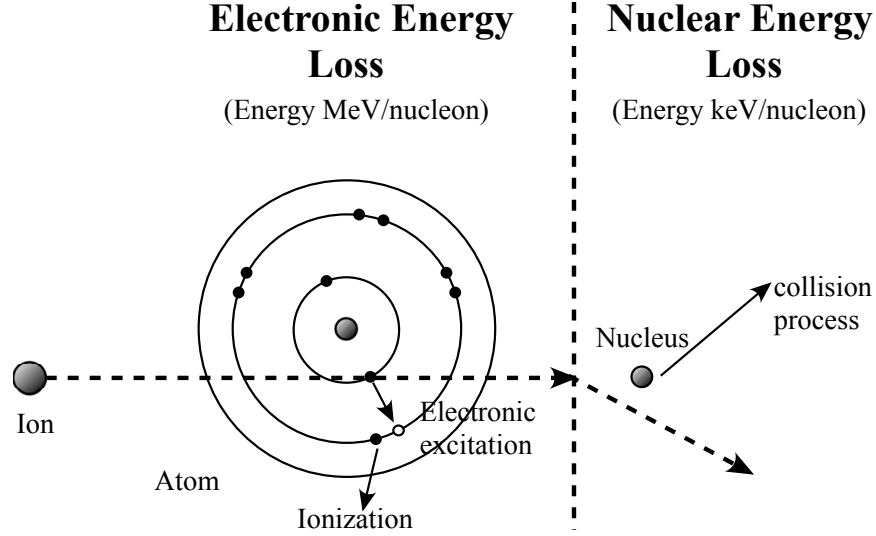 Electronic Energy
Loss
(Energy MeV/nucleon)
Nuclear Energy
Loss
(Energy keV/nucleon)
collision
process
Nucleus
Ion
Electronic
excitation
Atom
Ionization